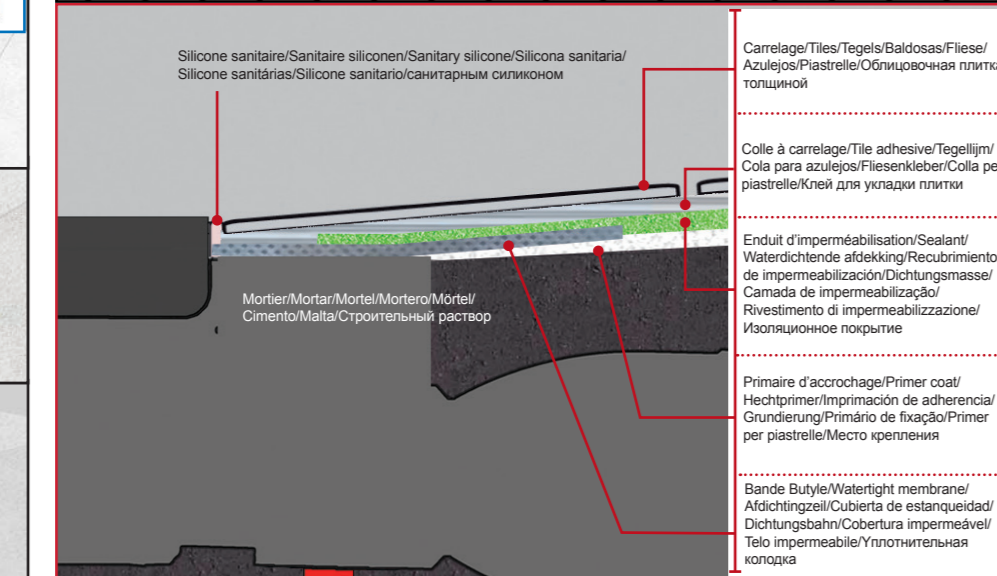 Silicone sanitaire/Sanitaire siliconen/Sanitary silicone/Silicona sanitaria/
Silicone sanitárias/Silicone sanitario/санитарным силиконом
Mortier/Mortar/Mortel/Mortero/Mörtel/
Cimento/Malta/Строительный раствор
Carrelage/Tiles/Tegels/Baldosas/Fliese/
Azulejos/Piastrelle/Облицовочная плитка
толщиной
Colle à carrelage/Tile adhesive/Tegellijm/
Cola para azulejos/Fliesenkleber/Colla pe
piastrelle/Клей для укладки плитки
Enduit d'imperméabilisation/Sealant/
Waterdichtende afdekking/Recubrimiento
de impermeabilización/Dichtungsmasse/
Camada de impermeabilização/
Rivestimento di impermeabilizzazione/
Изоляционное покрытие
Primaire d'accrochage/Primer coat/
Hechtprimer/Imprimación de adherencia/
Grundierung/Primário de fixação/Primer
per piastrelle/Место крепления
Bande Butyle/Watertight membrane/
Afdichtingzeil/Cubierta de estanqueidad/
Dichtungsbahn/Cobertura impermeável/
Telo impermeabile/Yплотнительная
колодка